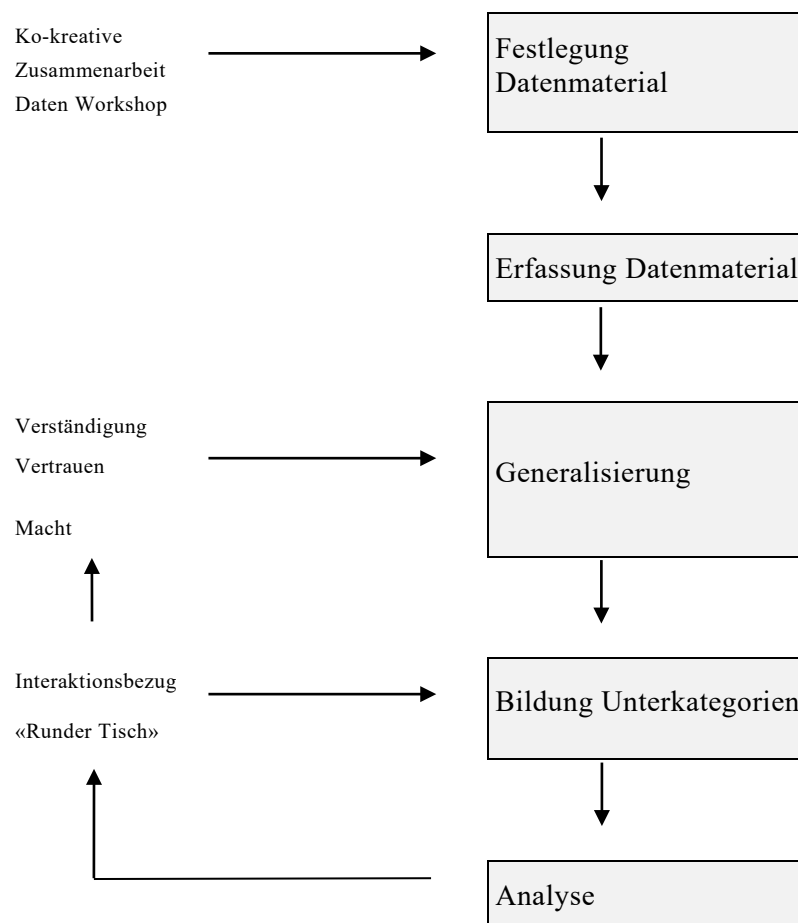 Ko-kreative
Zusammenarbeit
Daten Workshop
Festlegung
Datenmaterial
Erfassung Datenmaterial
Verständigung
Vertrauen
Macht
Generalisierung
Interaktionsbezug
«Runder Tisch»
Bildung Unterkategorien
Analyse